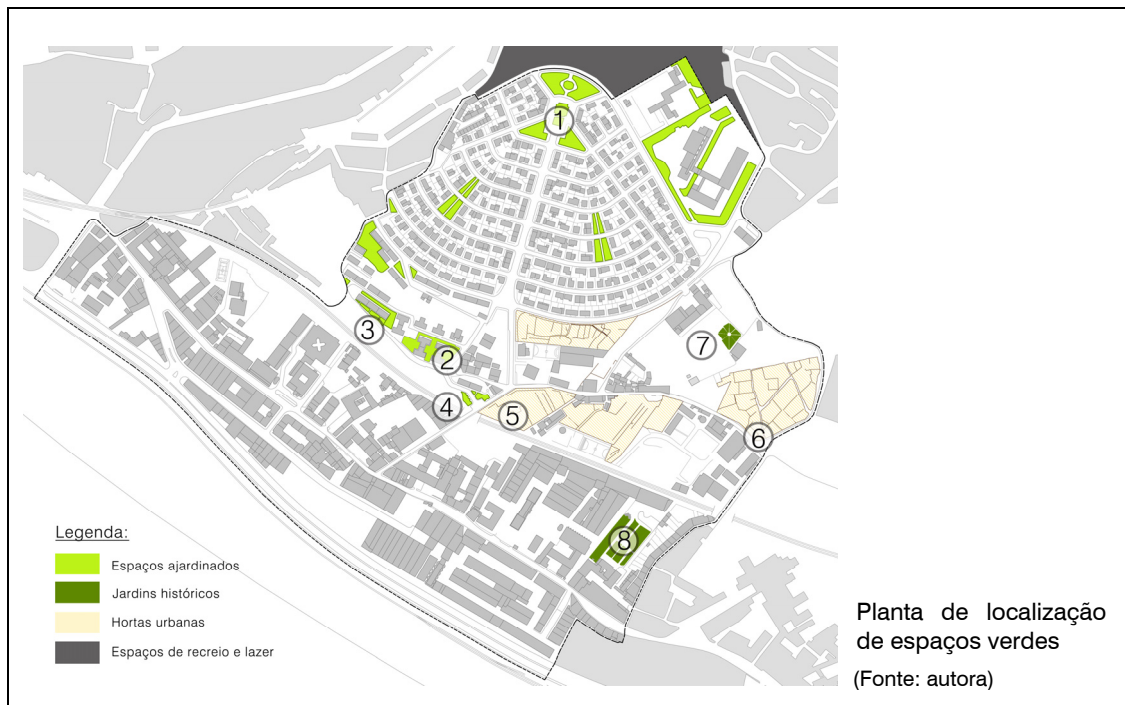 1
2
3
4
5
6
7
8
Legenda:
Espaços ajardinados
Jardins históricos
Hortas urbanas
Espaços de recreio e lazer
Planta de localização
de espaços verdes
(Fonte: autora)